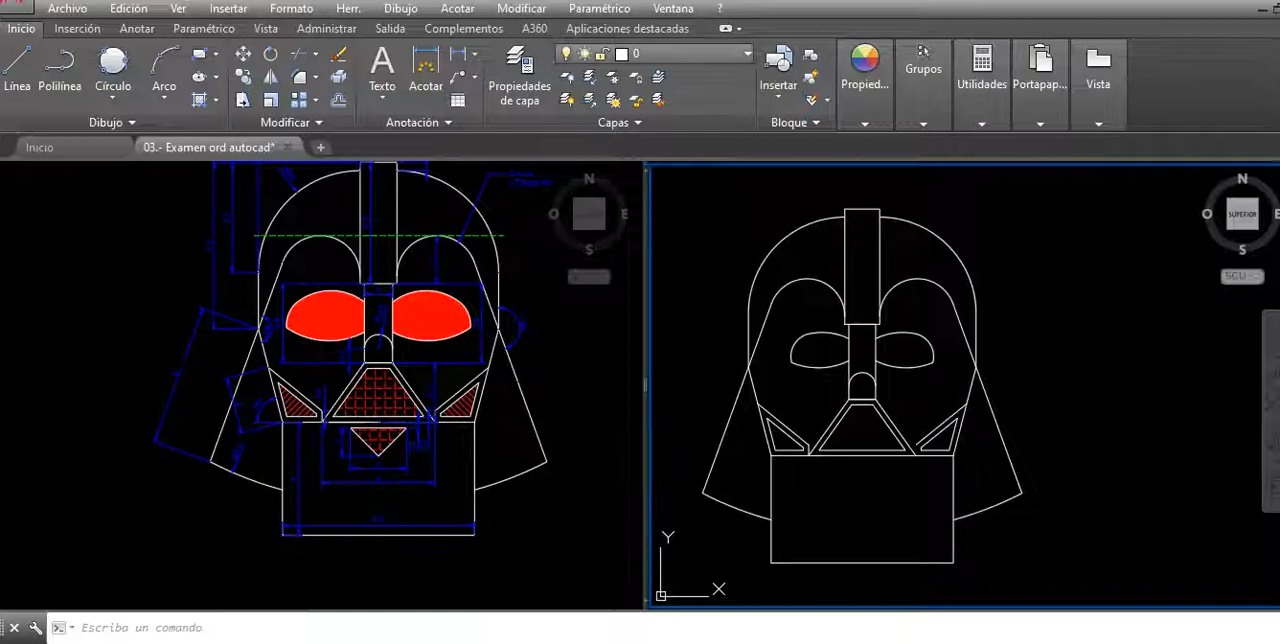 Archivo Edición Ver Insertar Formato Herr. Dibujo Acotar Modificar Paramétrico Ventana ?
Inicio Inserción Anotar Paramétrico Vista Administrar Salida Complementos A360 Aplicaciones destacadas
0
Línea Polilínea Círculo Arco
A
Texto Acotar
Propiedades de capa
Insertar
Propied...
Grupos
Utilidades
Portapap...
Vista
Dibujo Modificar Anotación Capas Bloque
Inicio 03.- Examen ord autocad* +
N
O E
S
N
O SUPERIOR E
S
SCU
Y
X
Escriba un comando